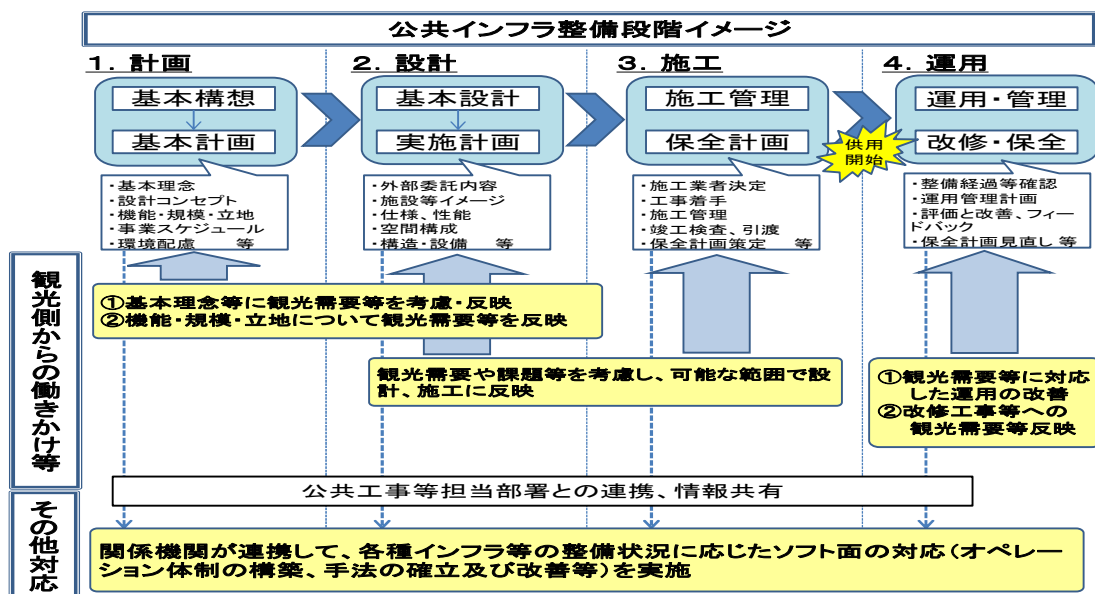 公共インフラ整備段階イメージ
1. 計画
基本構想
基本計画
・基本理念
・設計コンセプト
・機能・規模・立地
・事業スケジュール
・環境配慮　等
2. 設計
基本設計
実施計画
・外部委託内容
・施設等イメージ
・仕様、性能
・空間構成
・構造・設備　等
3. 施工
施工管理
保全計画
・施工業者決定
・工事着手
・施工管理
・竣工検査、引渡
・保全計画策定　等
供用
開始
4. 運用
運用・管理
改修・保全
・整備経過等確認
・運用管理計画
・評価と改善、フィー
ドバック
・保全計画見直し 等
観光側からの働きかけ等
①基本理念等に観光需要等を考慮・反映
②機能・規模・立地について観光需要等を反映
観光需要や課題等を考慮し、可能な範囲で設
計、施工に反映
①観光需要等に対応
した運用の改善
②改修工事等への
観光需要等反映
その他対応
公共工事等担当部署との連携、情報共有
関係機関が連携して、各種インフラ等の整備状況に応じたソフト面の対応(オペレー
ション体制の構築、手法の確立及び改善等)を実施